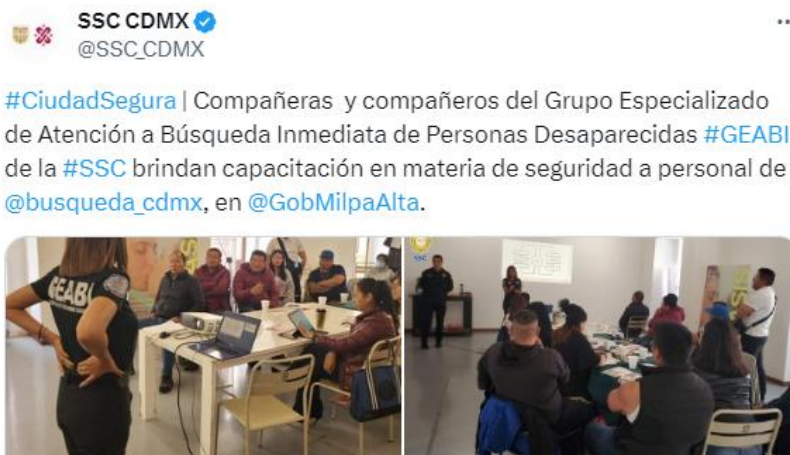 SSC CDMX
@SSC_CDMX
#CiudadSegura | Compañeras y compañeros del Grupo Especializado
de Atención a Búsqueda Inmediata de Personas Desaparecidas #GEABI
de la #SSC brindan capacitación en materia de seguridad a personal de
@busqueda_cdmx, en @GobMilpaAlta.
GEABI
SSC